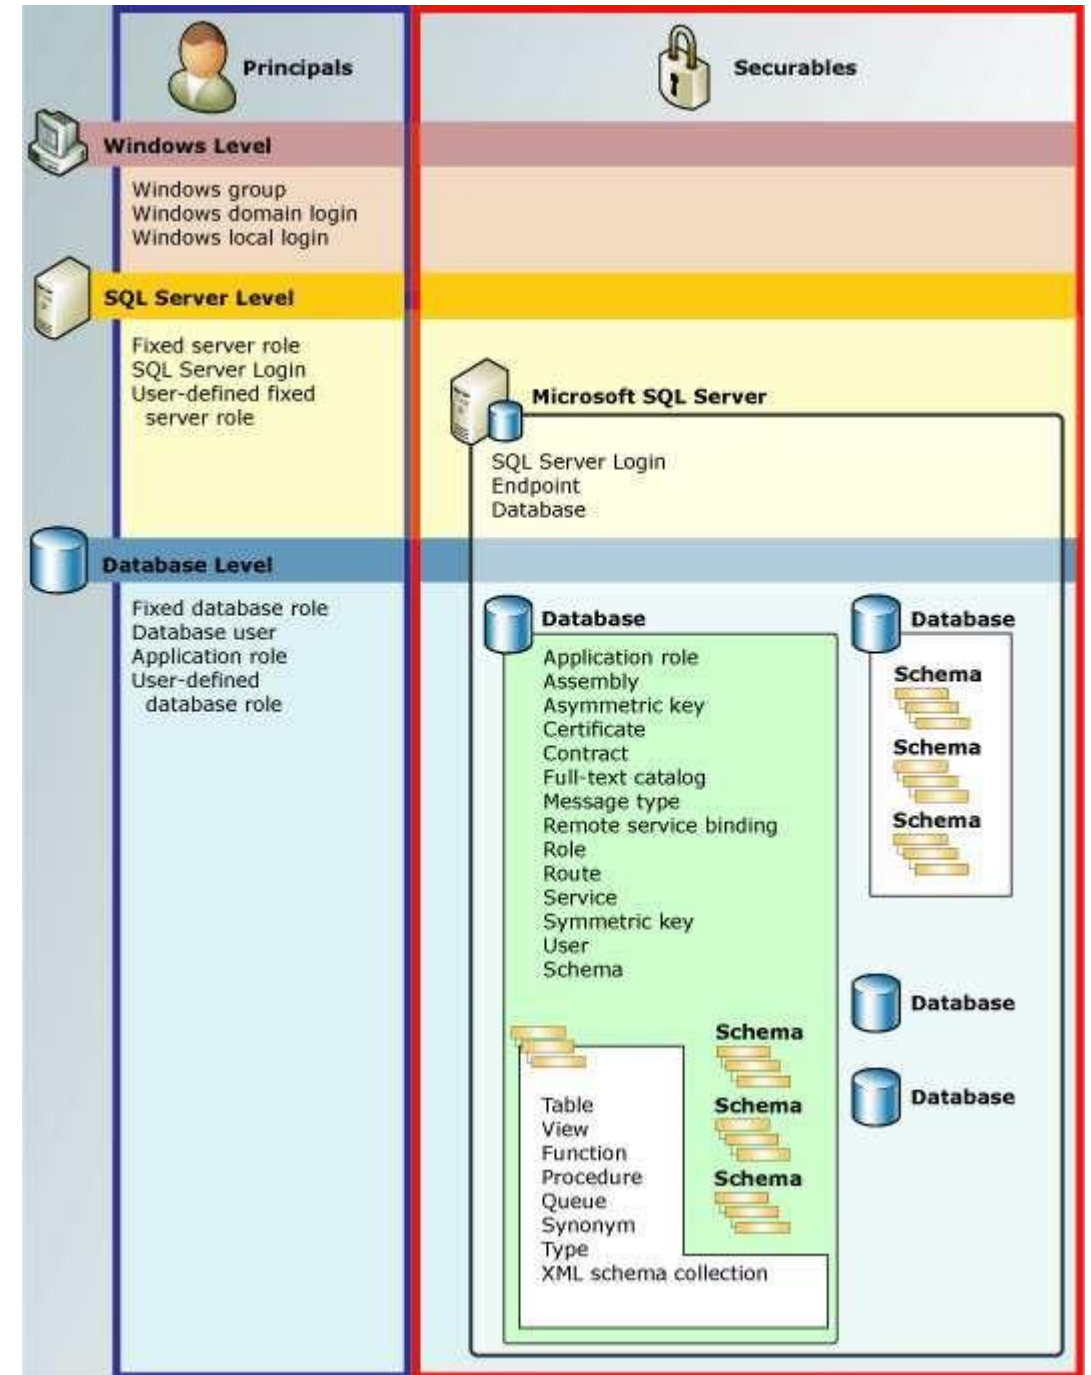 Principals
Securables
Windows Level
Windows group
Windows domain login
Windows local login
SQL Server Level
Fixed server role
SQL Server Login
User-defined fixed
server role
Microsoft SQL Server
SQL Server Login
Endpoint
Database
Database Level
Fixed database role
Database user
Application role
User-defined
database role
Database
Application role
Assembly
Asymmetric key
Certificate
Contract
Full-text catalog
Message type
Remote service binding
Role
Route
Service
Symmetric key
User
Schema
Table
View
Function
Procedure
Queue
Synonym
Type
XML schema collection
Schema
Schema
Schema
Database
Schema
Schema
Schema
Database
Database